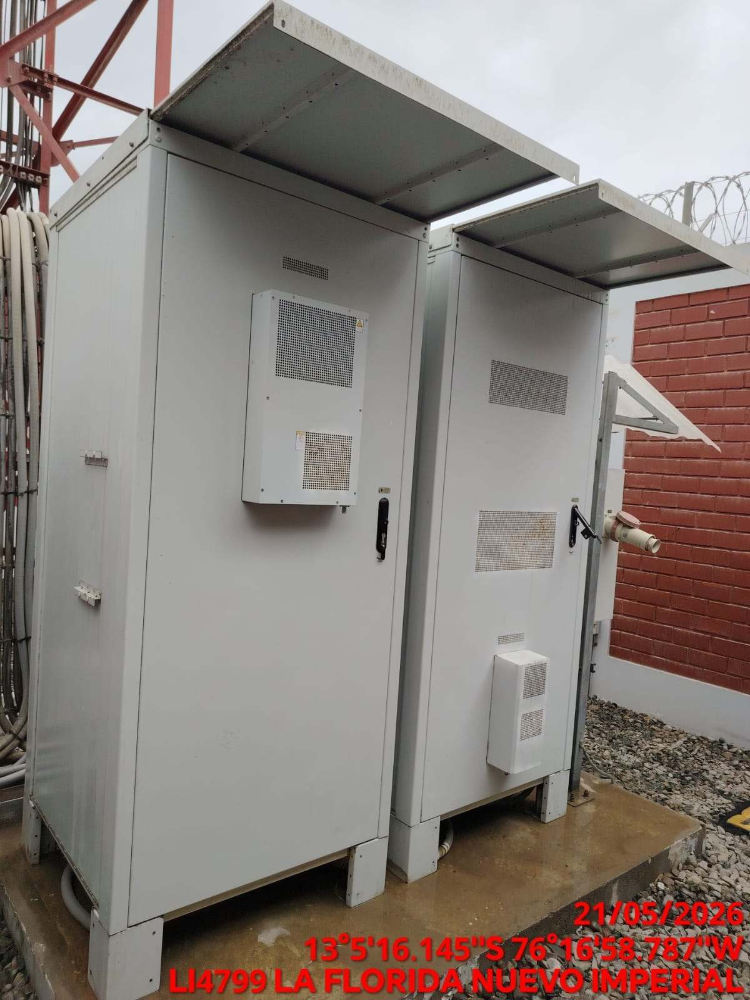 21/05/2026
13°5'16.145"S 76°16'58.787"W
LI4799 LA FLORIDA NUEVO IMPERIAL